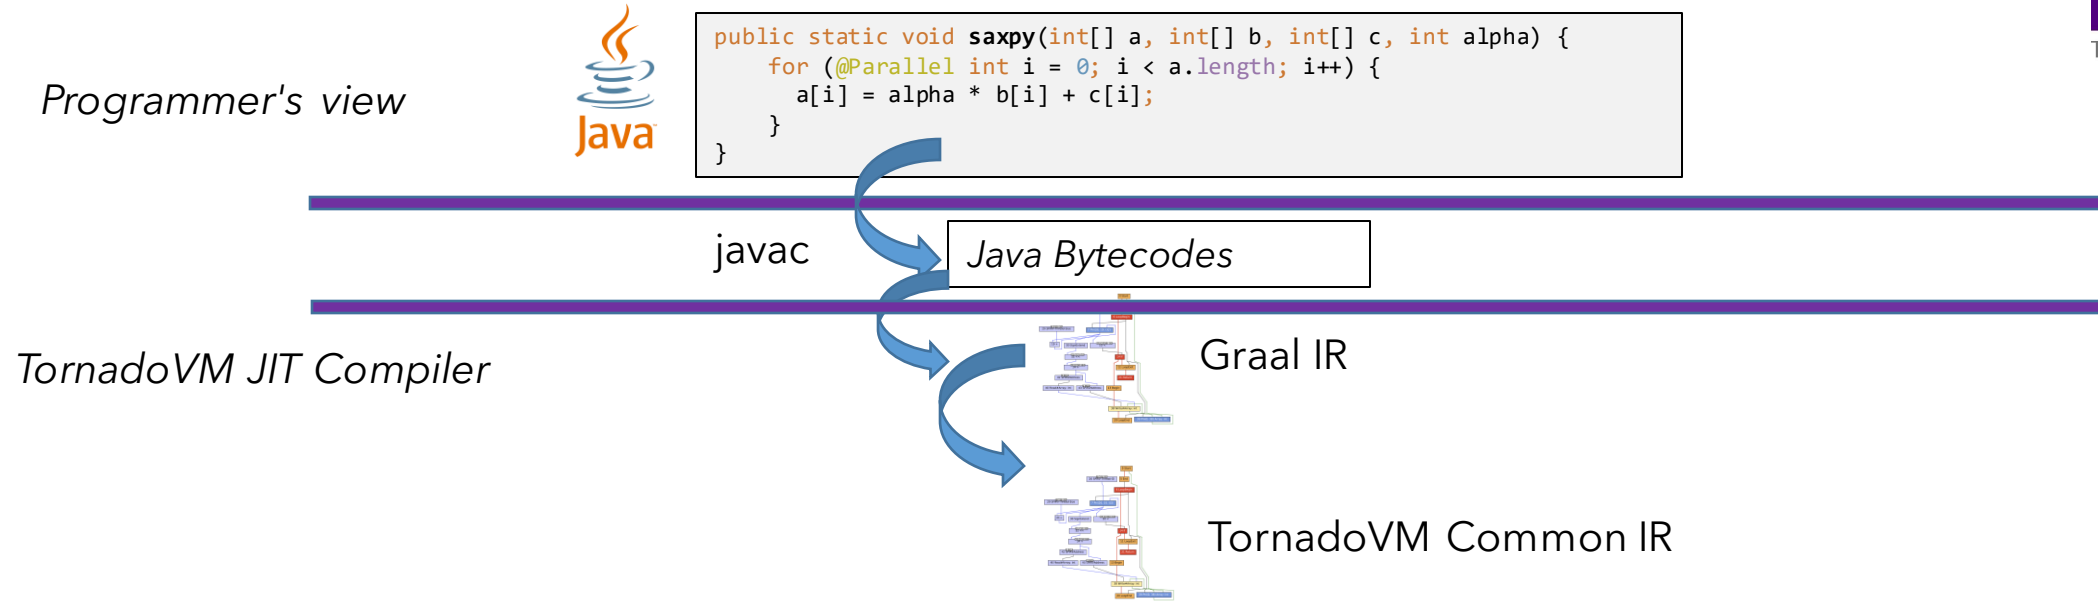 public static void saxpy(int[] a, int[] b, int[] c, int alpha) {
for (@Parallel int i = 0; i < a.length; i++) {
a[i] = alpha * b[i] + c[i];
}
}
Programmer's view
Java
javac
Java Bytecodes
TornadoVM JIT Compiler
Graal IR
TornadoVM Common IR